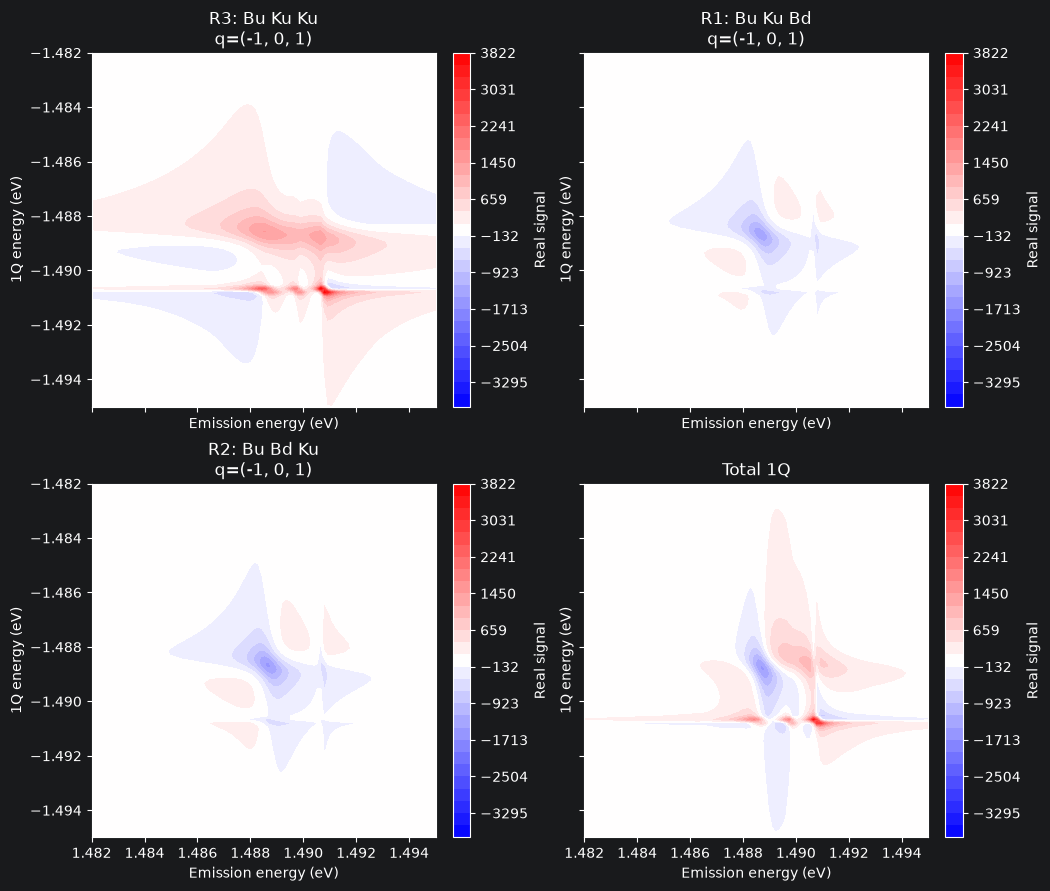 R3: Bu Ku Ku
q=(-1, 0, 1)
−1.482
−1.484
−1.486
−1.488
−1.490
−1.492
−1.494
1Q energy (eV)
Emission energy (eV)
3822
3031
2241
1450
659
−132
−923
−1713
−2504
−3295
Real signal
R1: Bu Ku Bd
q=(-1, 0, 1)
1Q energy (eV)
Emission energy (eV)
3822
3031
2241
1450
659
−132
−923
−1713
−2504
−3295
Real signal
R2: Bu Bd Ku
q=(-1, 0, 1)
−1.482
−1.484
−1.486
−1.488
−1.490
−1.492
−1.494
1Q energy (eV)
1.482 1.484 1.486 1.488 1.490 1.492 1.494
Emission energy (eV)
3822
3031
2241
1450
659
−132
−923
−1713
−2504
−3295
Real signal
Total 1Q
1Q energy (eV)
1.482 1.484 1.486 1.488 1.490 1.492 1.494
Emission energy (eV)
3822
3031
2241
1450
659
−132
−923
−1713
−2504
−3295
Real signal